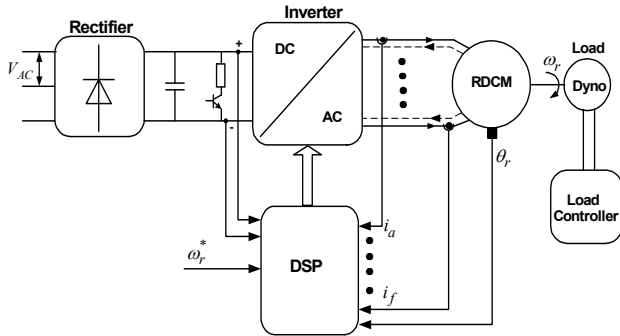 Rectifier
Inverter
V_AC
+
-
DC
AC
RDCM
ω_r
Load
Dyno
θ_r
Load
Controller
i_a
ω_r^*
DSP
i_f